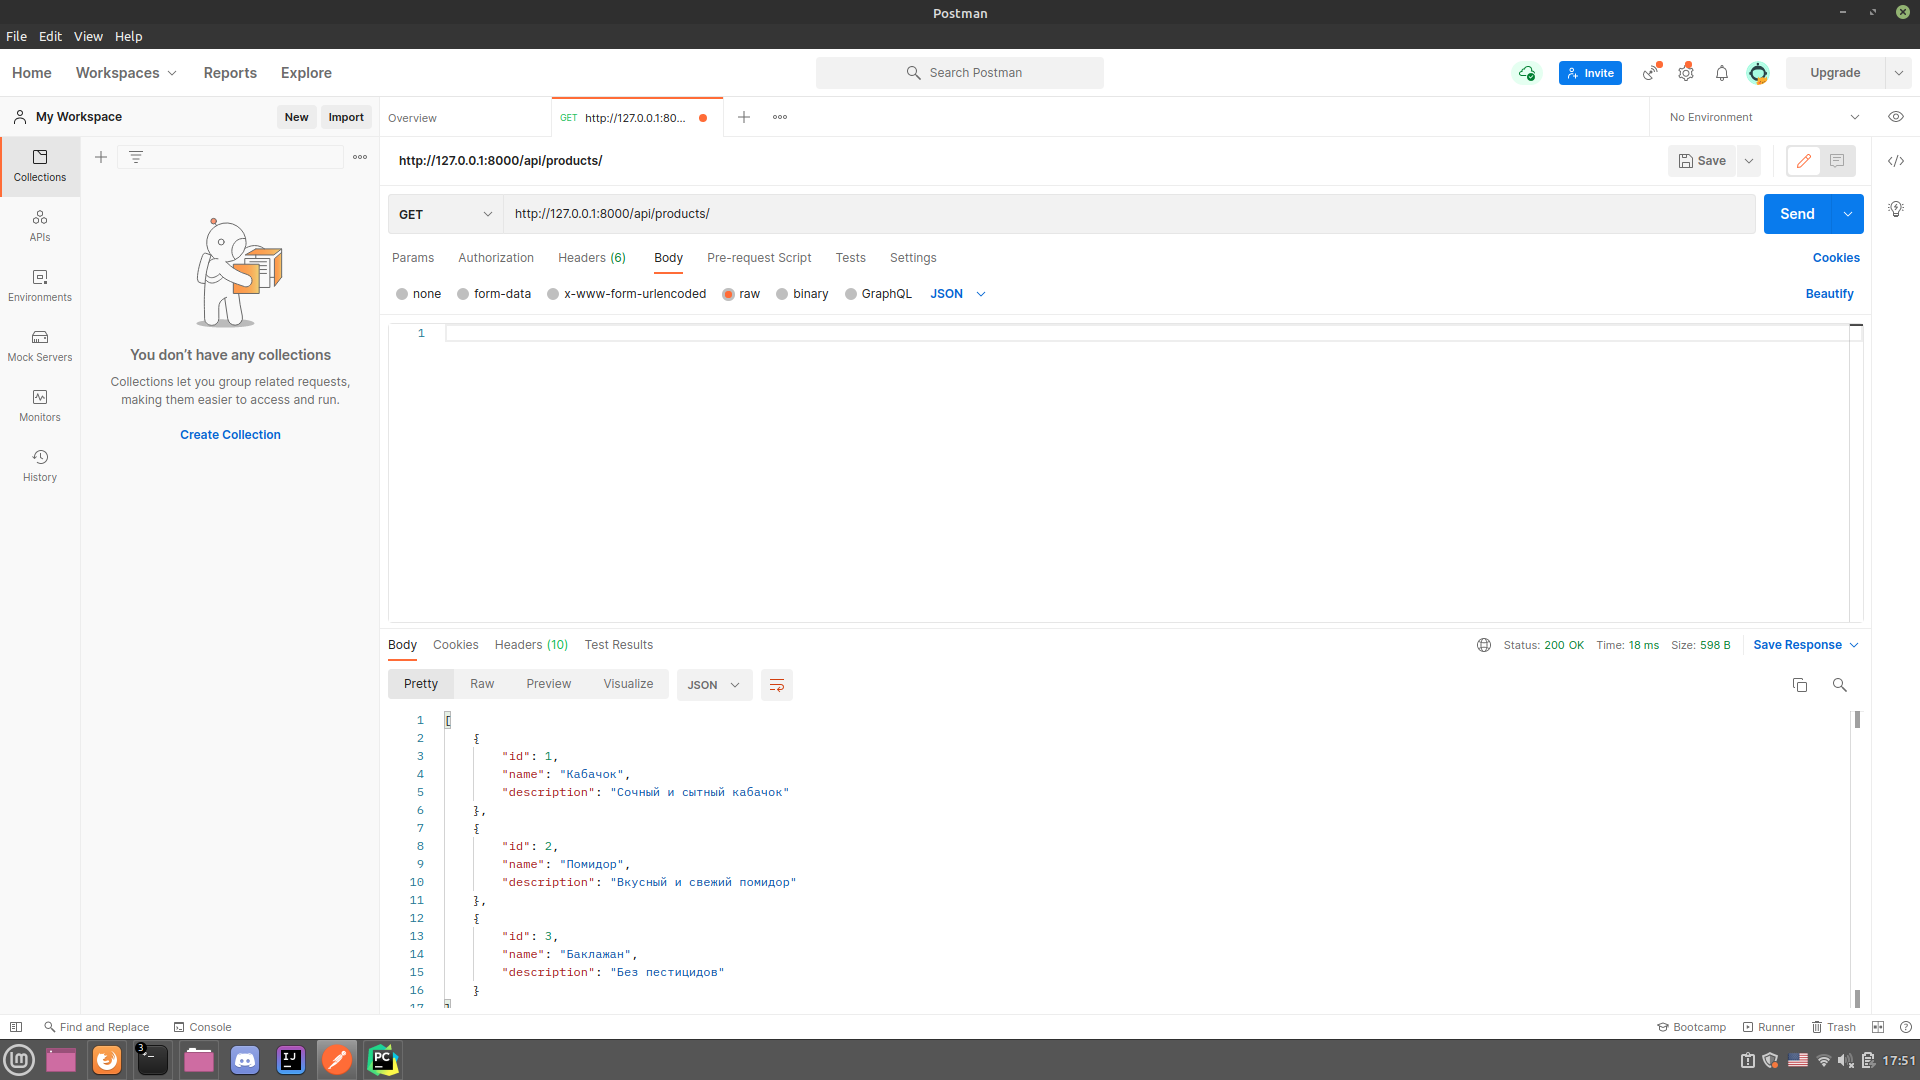 Postman
File Edit View Help
Home Workspaces Reports Explore Search Postman Invite Upgrade
My Workspace New Import Overview GET http://127.0.0.1:80... No Environment
http://127.0.0.1:8000/api/products/ Save
Collections
GET http://127.0.0.1:8000/api/products/ Send
APIs
Params Authorization Headers (6) Body Pre-request Script Tests Settings Cookies
none form-data x-www-form-urlencoded raw binary GraphQL JSON Beautify
Environments
1
Mock Servers
You don't have any collections
Collections let you group related requests,
making them easier to access and run.
Monitors
Create Collection
History
Body Cookies Headers (10) Test Results Status: 200 OK Time: 18 ms Size: 598 B Save Response
Pretty Raw Preview Visualize JSON
1 [
2 {
3 "id": 1,
4 "name": "Кабачок",
5 "description": "Сочный и сытный кабачок"
6 },
7 {
8 "id": 2,
9 "name": "Помидор",
10 "description": "Вкусный и свежий помидор"
11 },
12 {
13 "id": 3,
14 "name": "Баклажан",
15 "description": "Без пестицидов"
16 }
17 ]
Find and Replace Console Bootcamp Runner Trash
3 IJ PC 17:51